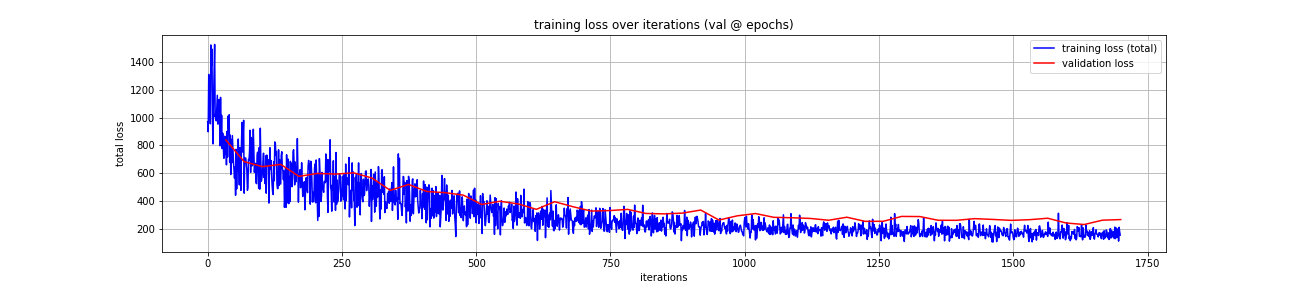 training loss over iterations (val @ epochs)
training loss (total)
validation loss
1400
1200
1000
800
600
400
200
total loss
0 250 500 750 1000 1250 1500 1750
iterations